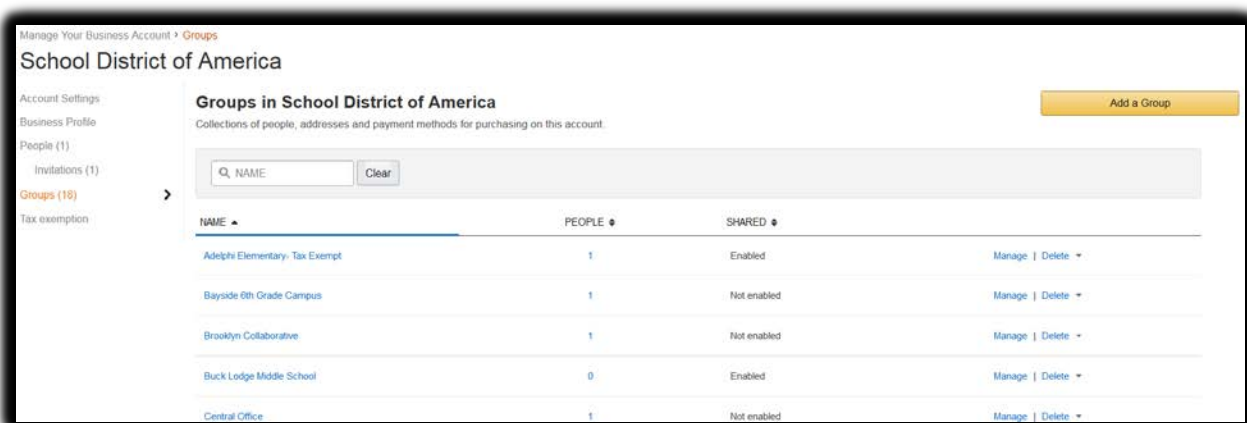 Manage Your Business Account › Groups
School District of America
Account Settings
Business Profile
People (1)
Invitations (1)
Groups (18)
Tax exemption
Groups in School District of America
Collections of people, addresses and payment methods for purchasing on this account.
Add a Group
NAME Clear
NAME PEOPLE SHARED
Adelphi Elementary- Tax Exempt 1 Enabled Manage | Delete
Bayside 6th Grade Campus 1 Not enabled Manage | Delete
Brooklyn Collaborative 1 Not enabled Manage | Delete
Buck Lodge Middle School 0 Enabled Manage | Delete
Central Office 1 Not enabled Manage | Delete